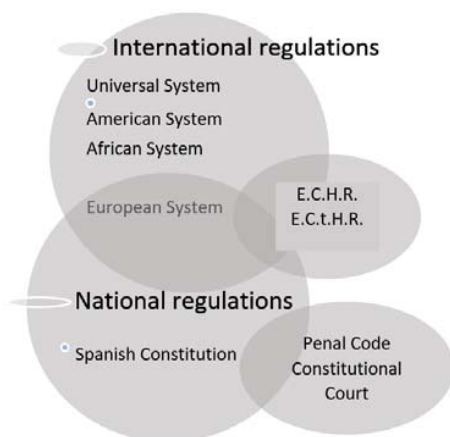 International regulations
Universal System
American System
African System
European System
E.C.H.R.
E.C.t.H.R.
National regulations
Spanish Constitution
Penal Code
Constitutional
Court